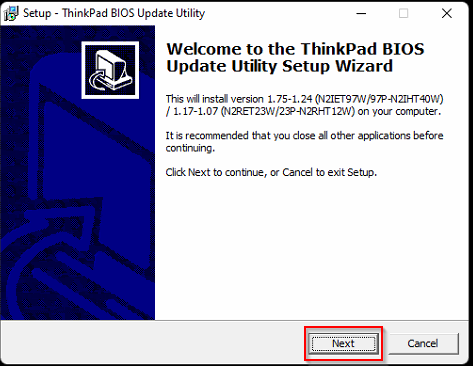 Setup - ThinkPad BIOS Update Utility
Welcome to the ThinkPad BIOS
Update Utility Setup Wizard
This will install version 1.75-1.24 (N2IET97W/97P-N2IHT40W)
/ 1.17-1.07 (N2RET23W/23P-N2RHT12W) on your computer.
It is recommended that you close all other applications before
continuing.
Click Next to continue, or Cancel to exit Setup.
Next
Cancel